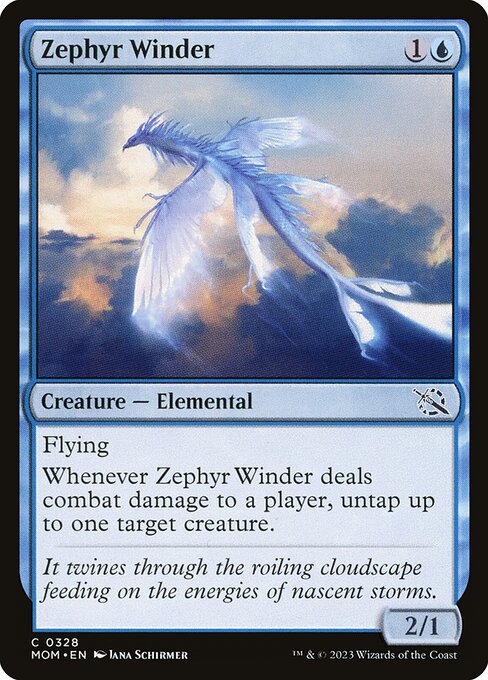 Zephyr Winder 1
Creature — Elemental
Flying
Whenever Zephyr Winder deals
combat damage to a player, untap up
to one target creature.
It twines through the roiling cloudscape
feeding on the energies of nascent storms.
2/1
C 0328
MOM • EN Iana Schirmer ™ & © 2023 Wizards of the Coast